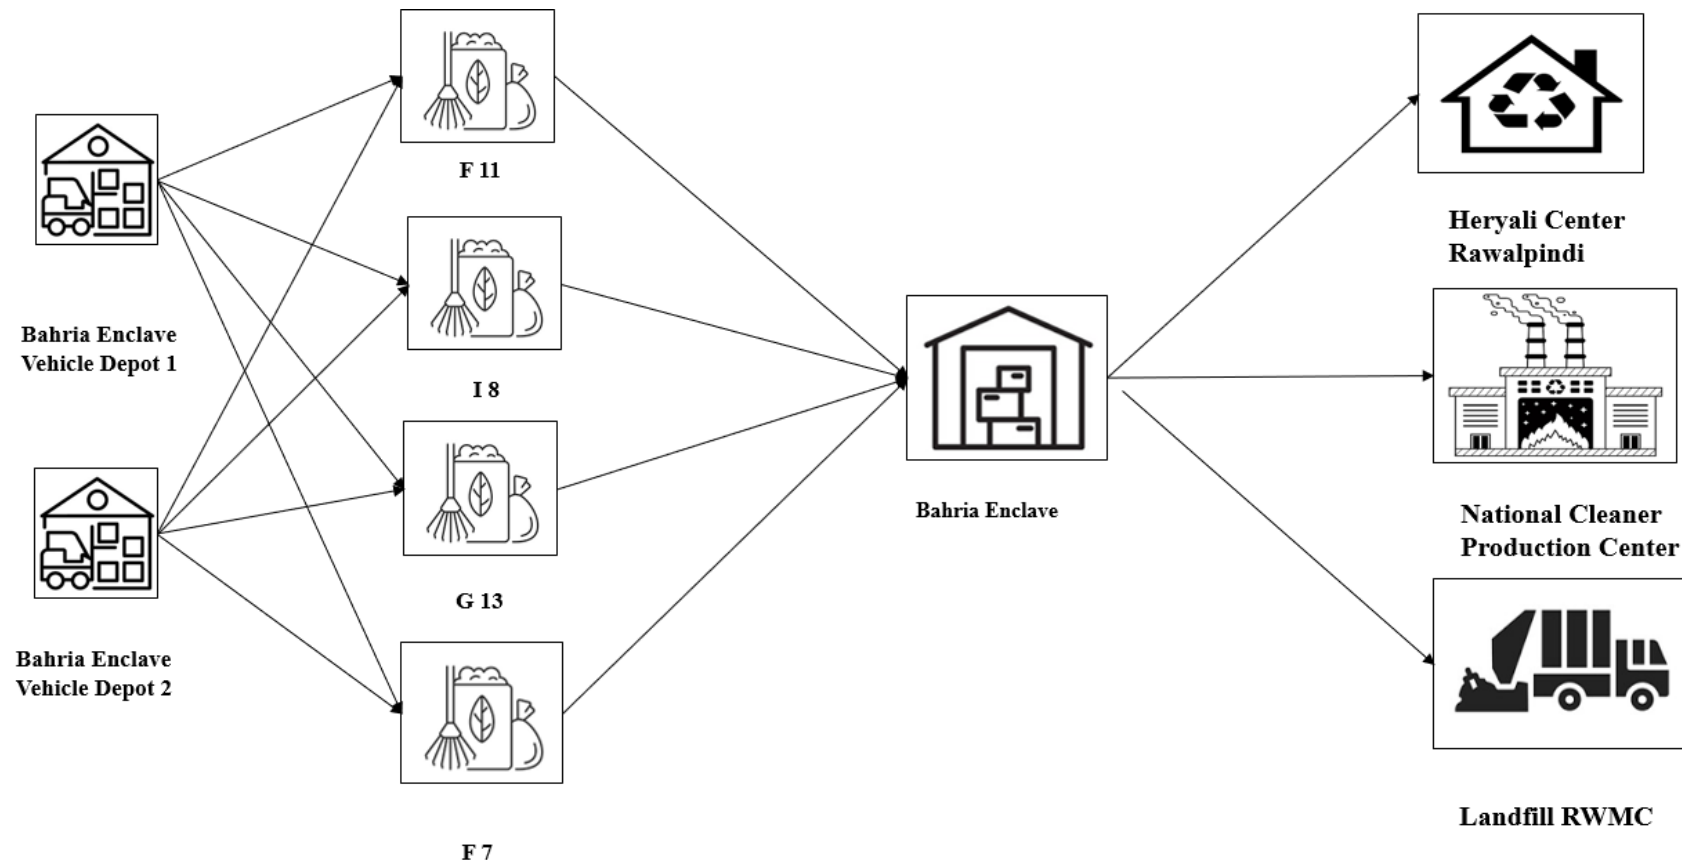 Bahria Enclave
Vehicle Depot 1
Bahria Enclave
Vehicle Depot 2
F 11
I 8
G 13
F 7
Bahria Enclave
Heryali Center
Rawalpindi
National Cleaner
Production Center
Landfill RWMC